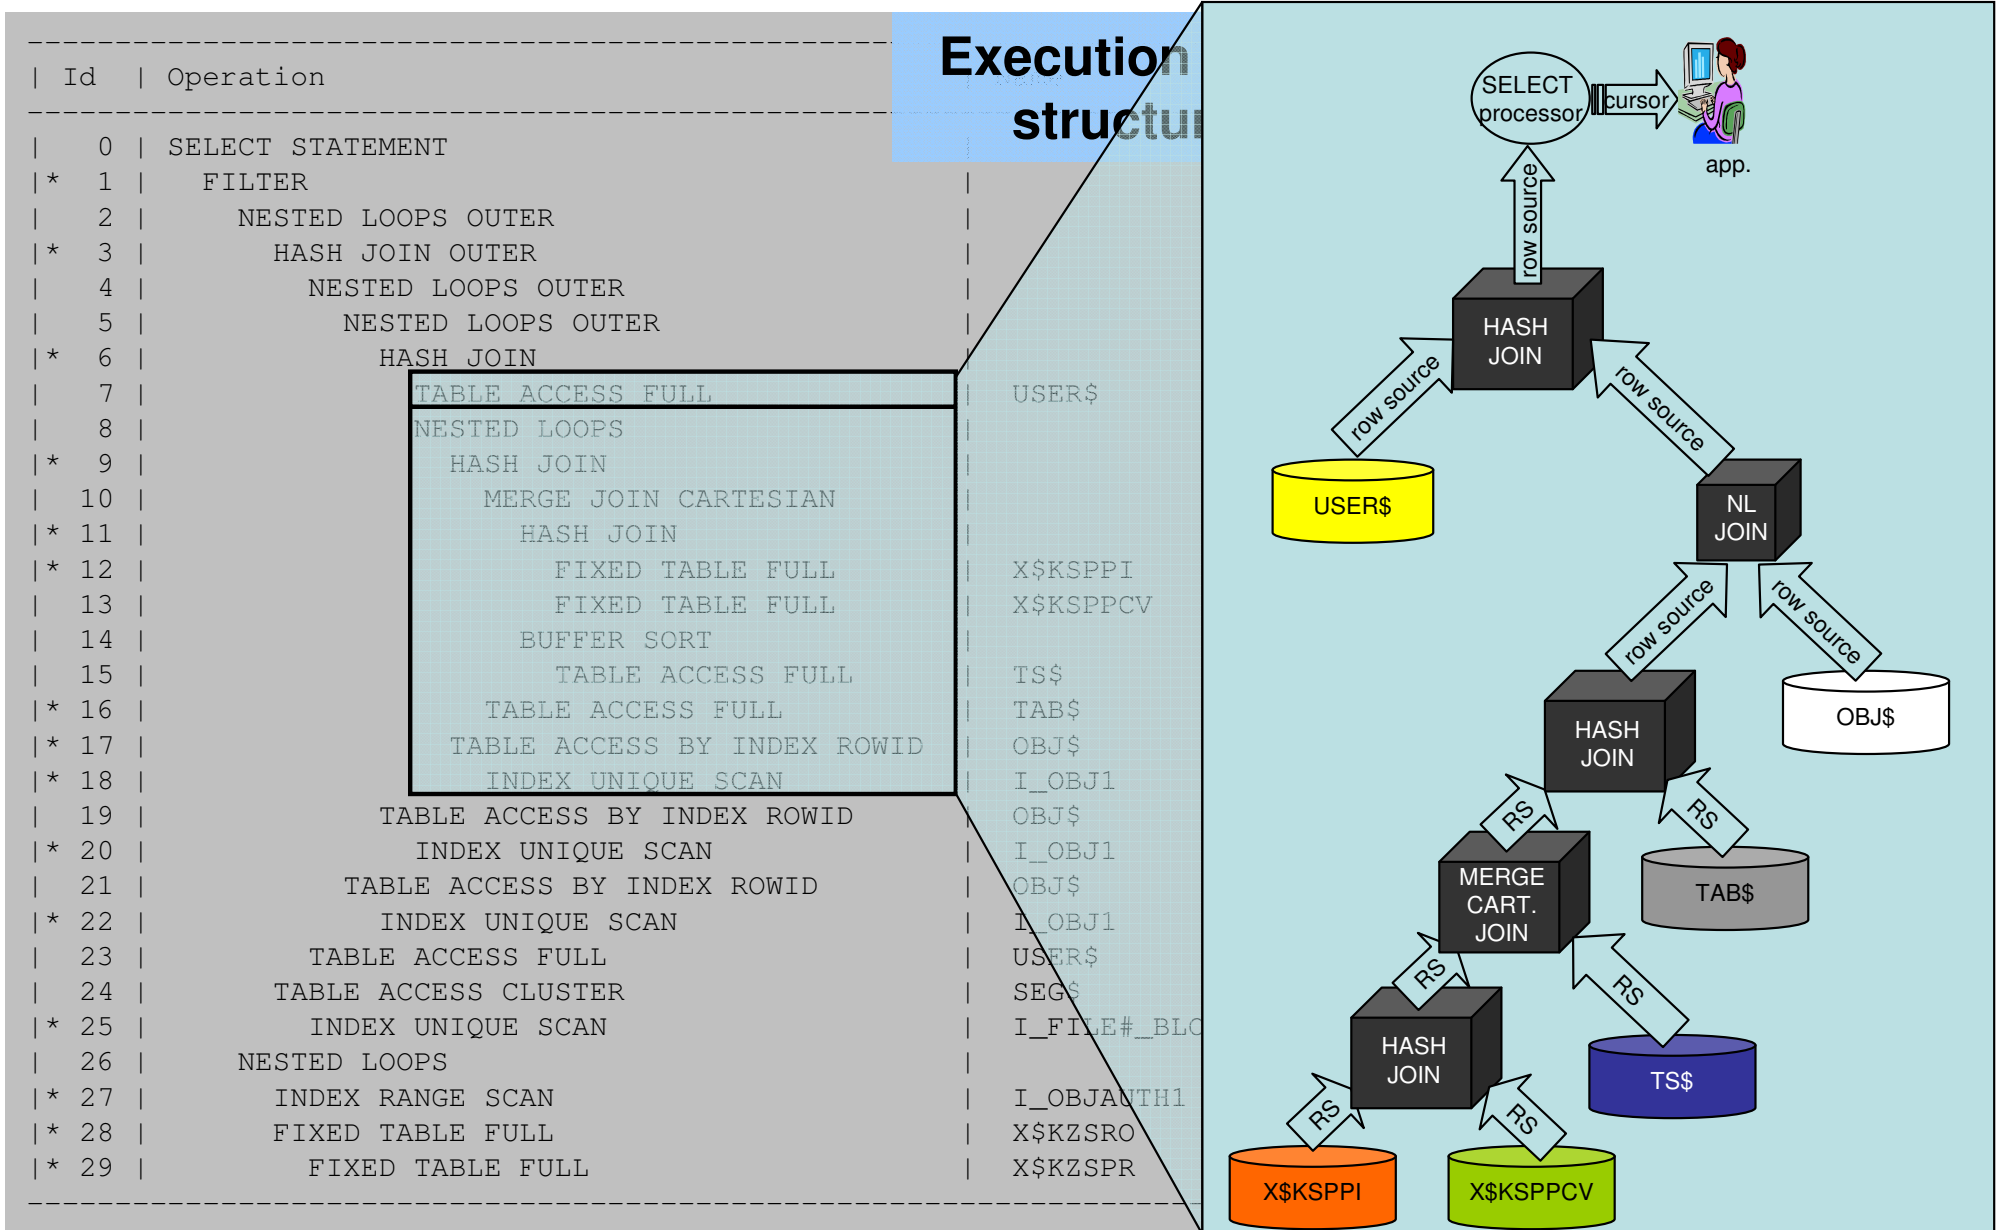 Execution
structu
------------------------------------------------
| Id | Operation
------------------------------------------------
| 0 | SELECT STATEMENT |
|* 1 | FILTER |
| 2 | NESTED LOOPS OUTER |
|* 3 | HASH JOIN OUTER |
| 4 | NESTED LOOPS OUTER |
| 5 | NESTED LOOPS OUTER |
|* 6 | HASH JOIN |
| 7 | TABLE ACCESS FULL | USER$
| 8 | NESTED LOOPS |
|* 9 | HASH JOIN |
| 10 | MERGE JOIN CARTESIAN |
|* 11 | HASH JOIN |
|* 12 | FIXED TABLE FULL | X$KSPPI
| 13 | FIXED TABLE FULL | X$KSPPCV
| 14 | BUFFER SORT |
| 15 | TABLE ACCESS FULL | TS$
|* 16 | TABLE ACCESS FULL | TAB$
|* 17 | TABLE ACCESS BY INDEX ROWID | OBJ$
|* 18 | INDEX UNIQUE SCAN | I_OBJ1
| 19 | TABLE ACCESS BY INDEX ROWID | OBJ$
|* 20 | INDEX UNIQUE SCAN | I_OBJ1
| 21 | TABLE ACCESS BY INDEX ROWID | OBJ$
|* 22 | INDEX UNIQUE SCAN | I_OBJ1
| 23 | TABLE ACCESS FULL | USER$
| 24 | TABLE ACCESS CLUSTER | SEG$
|* 25 | INDEX UNIQUE SCAN | I_FILE#_BLO
| 26 | NESTED LOOPS |
|* 27 | INDEX RANGE SCAN | I_OBJAUTH1
|* 28 | FIXED TABLE FULL | X$KZSRO
|* 29 | FIXED TABLE FULL | X$KZSPR
------------------------------------------------
SELECT
processor
cursor
app.
row source
HASH
JOIN
row source
row source
USER$
NL
JOIN
row source
row source
OBJ$
HASH
JOIN
RS
RS
TAB$
MERGE
CART.
JOIN
RS
RS
TS$
HASH
JOIN
RS
RS
X$KSPPI
X$KSPPCV